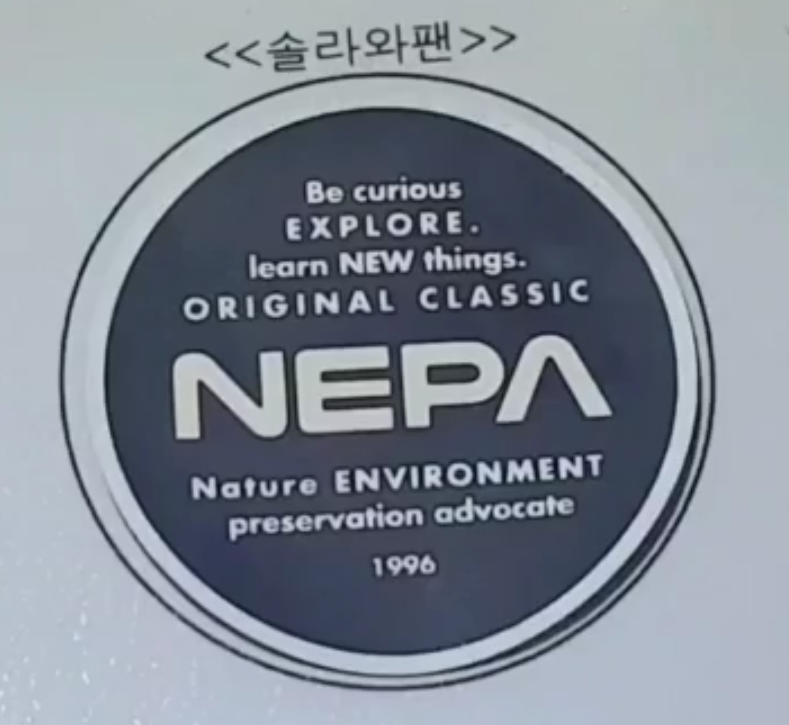 <<솔라와팬>>
Be curious
EXPLORE.
learn NEW things.
ORIGINAL CLASSIC
NEPA
Nature ENVIRONMENT
preservation advocate
1996